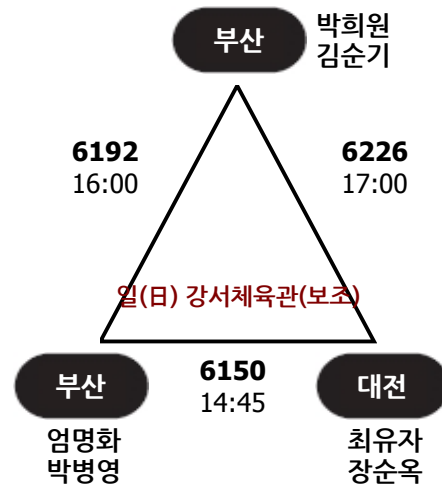 부산
박희원
김순기
6192
16:00
6226
17:00
일(日) 강서체육관(보조)
부산
6150
14:45
대전
엄명화
박병영
최유자
장순옥